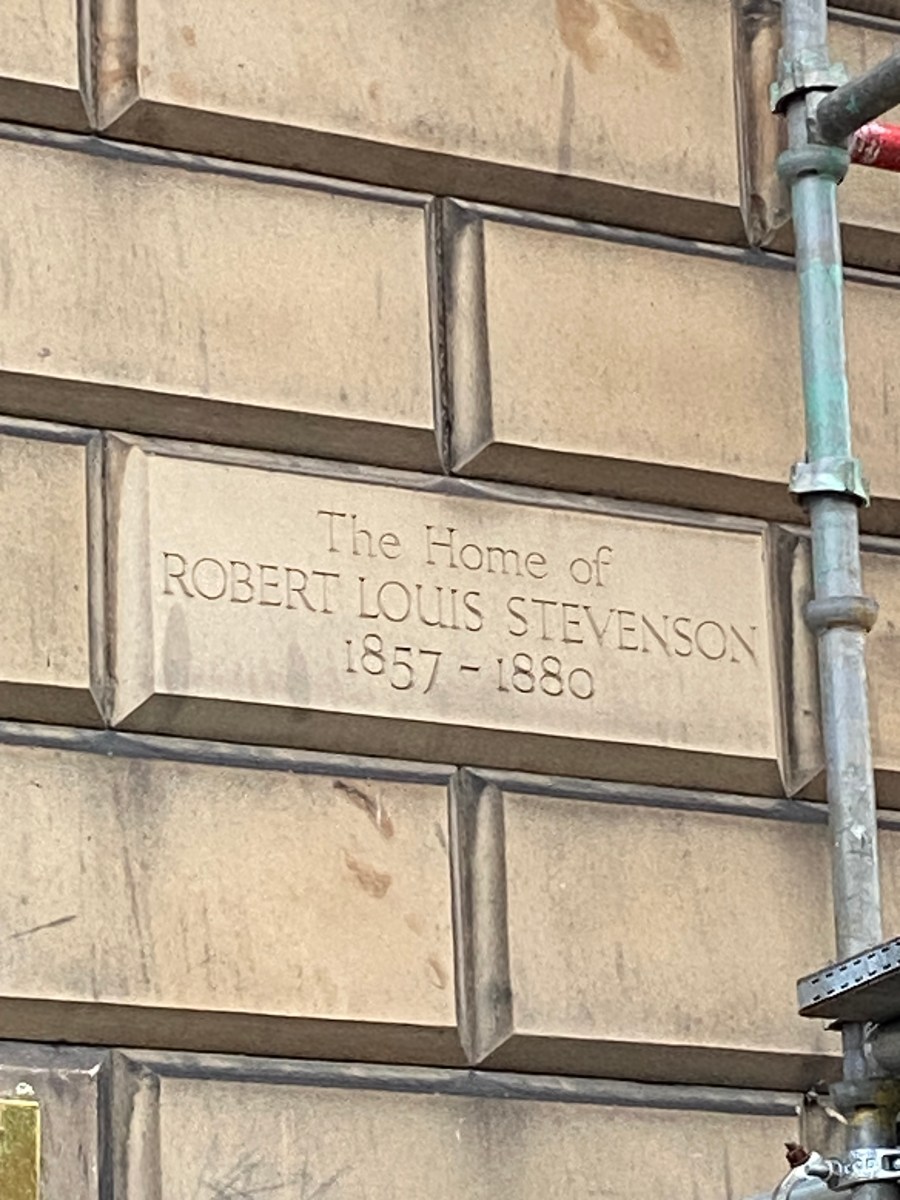 The Home of
ROBERT LOUIS STEVENSON
1857 - 1880